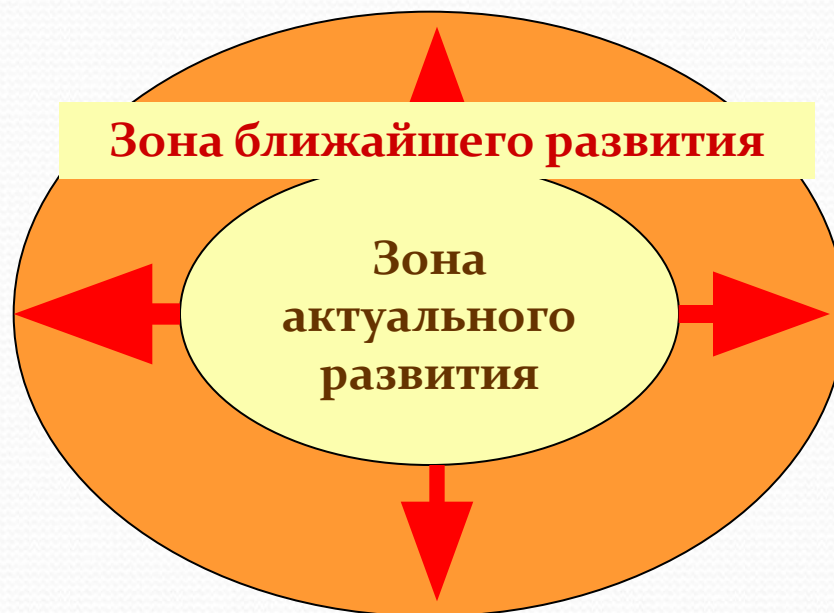 Зона ближайшего развития
Зона
актуального
развития